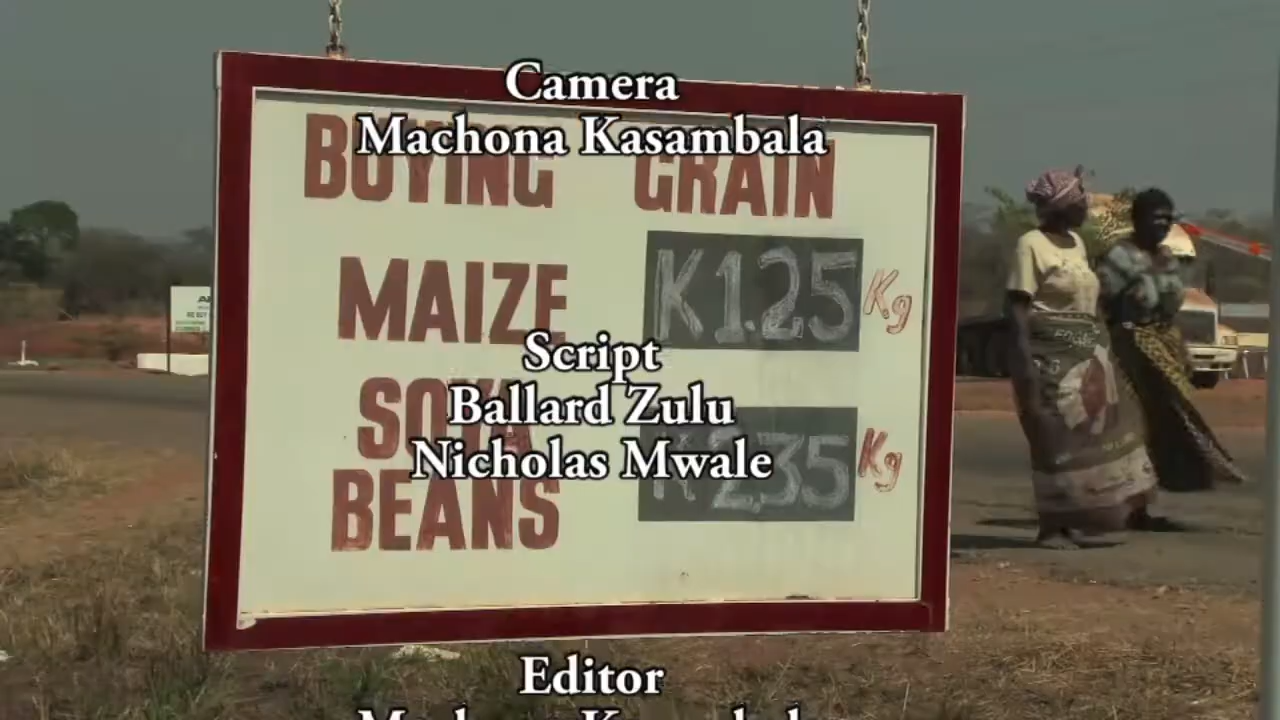 Camera
Machona Kasambala
BUYING GRAIN
MAIZE K1.25 Kg
Script
Ballard Zulu
Nicholas Mwale
SOYA K2.35 Kg
BEANS
Editor